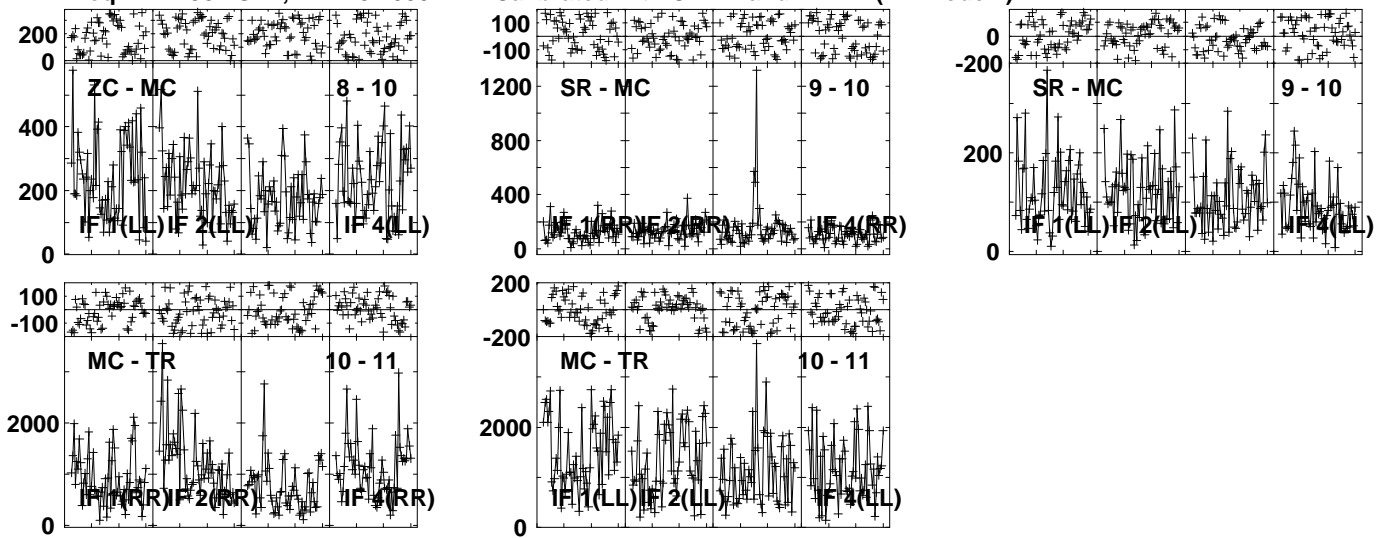 200
0
ZC - MC 8 - 10
400
200
0
IF 1(LL) IF 2(LL) IF 4(LL)
100
-100
1200
SR - MC 9 - 10
800
400
0
IF 1(RR) IF 2(RR) IF 4(RR)
0
-200
SR - MC 9 - 10
200
0
IF 1(LL) IF 2(LL) IF 4(LL)
100
-100
MC - TR 10 - 11
2000
0
IF 1(RR) IF 2(RR) IF 4(RR)
200
-200
MC - TR 10 - 11
2000
0
IF 1(LL) IF 2(LL) IF 4(LL)